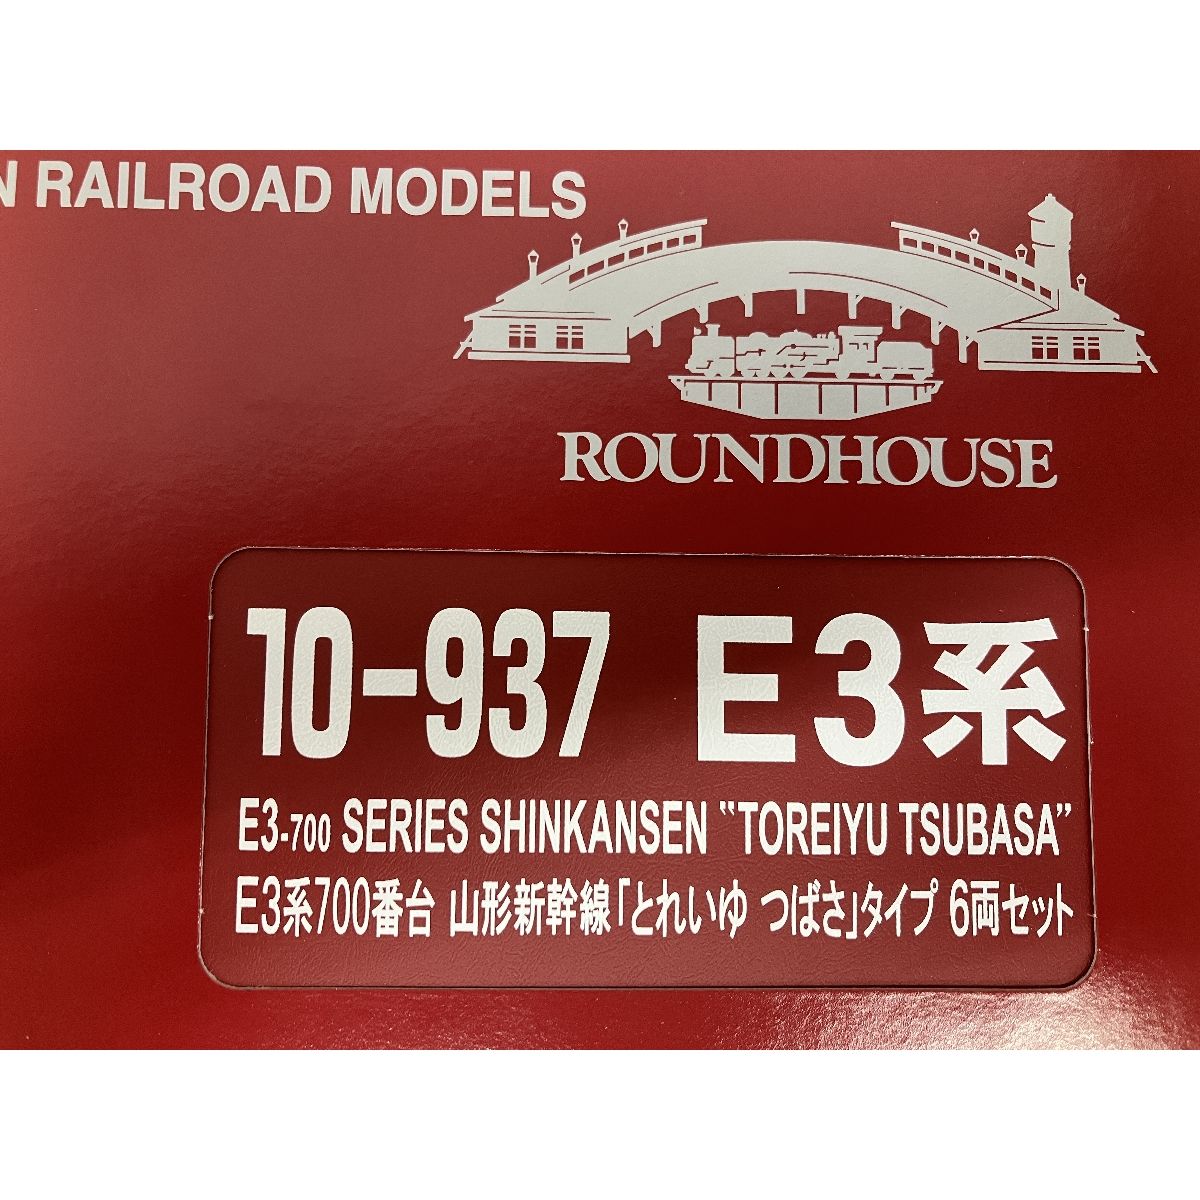 N RAILROAD MODELS
ROUNDHOUSE
10-937 E3系
E3-700 SERIES SHINKANSEN "TOREIYU TSUBASA"
E3系700番台 山形新幹線「とれいゆ つばさ」タイプ 6両セット